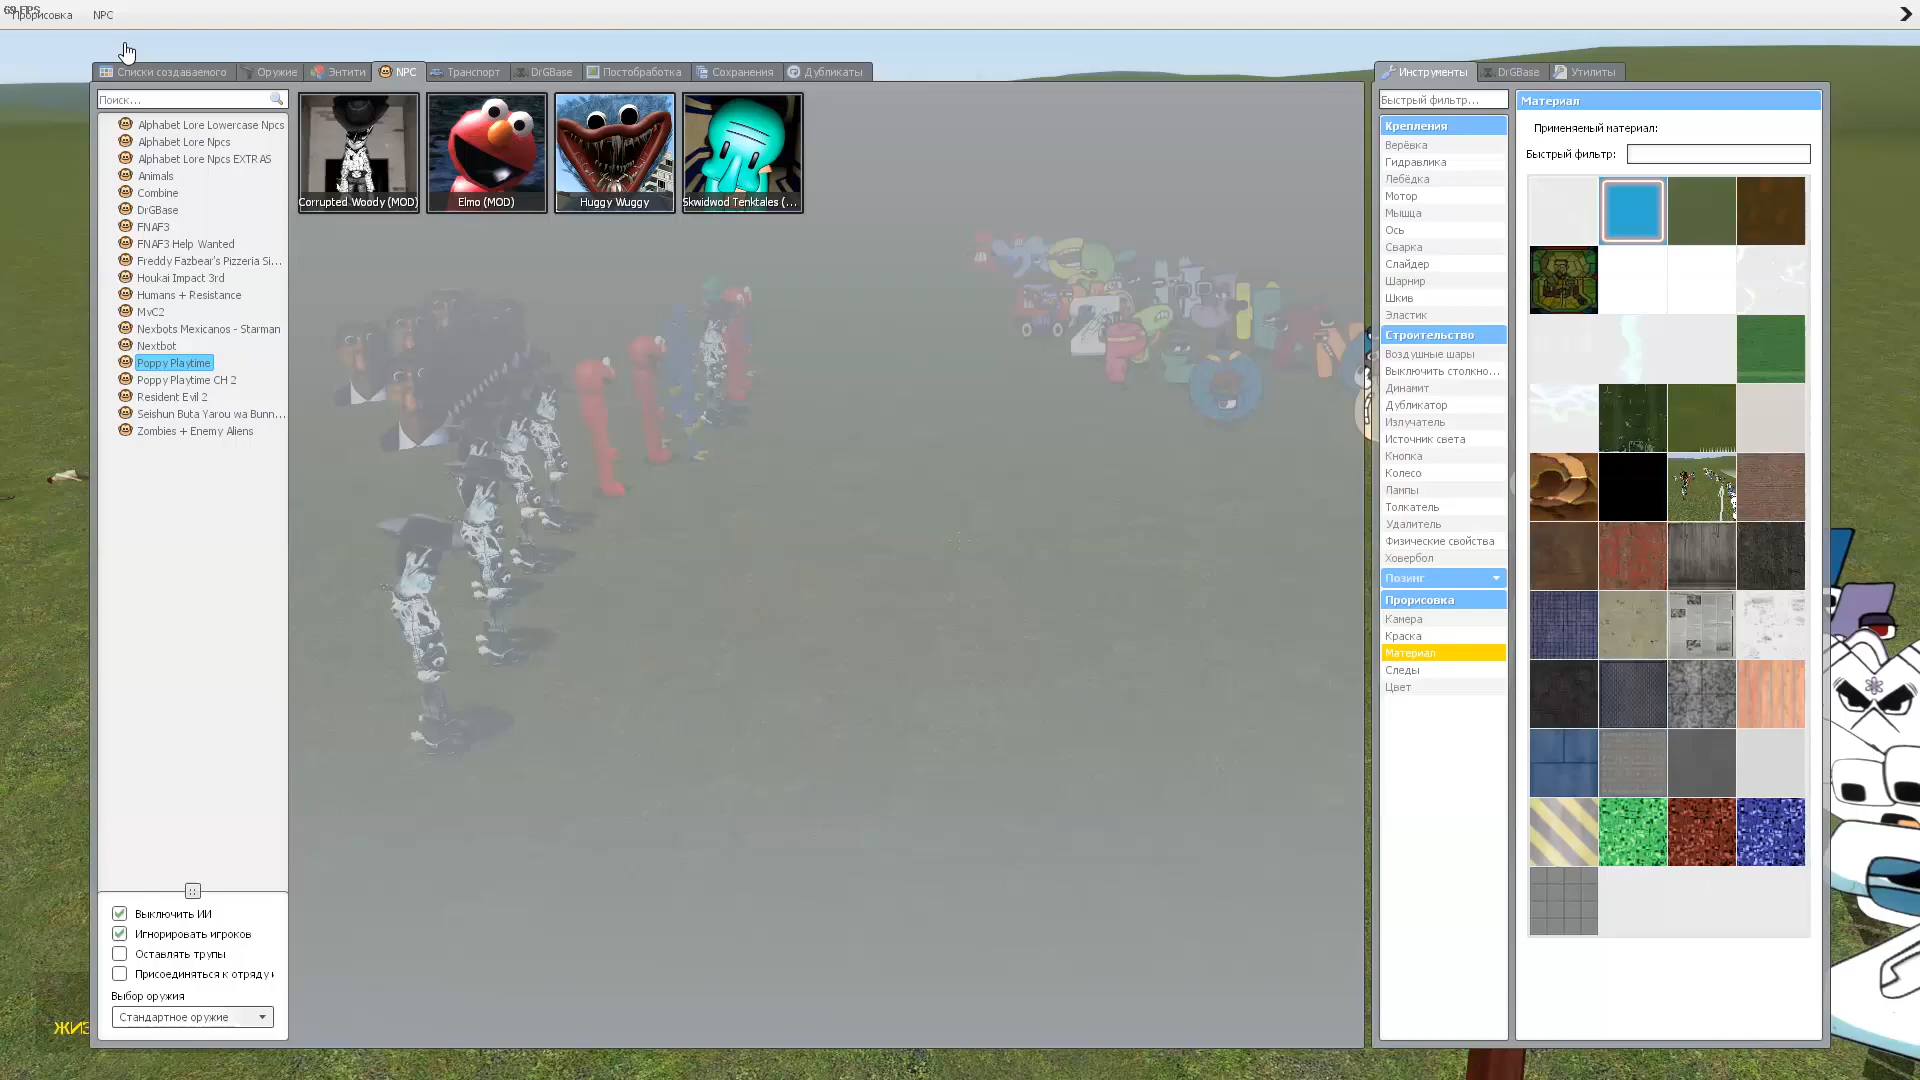 69 FPS
Прорисовка NPC
Списки создаваемого Оружие Энтити NPC Транспорт DrGBase Постобработка Сохранения Дубликаты
Поиск...
Alphabet Lore Lowercase Npcs
Alphabet Lore Npcs
Alphabet Lore Npcs EXTRAS
Animals
Combine
DrGBase
FNAF3
FNAF3 Help Wanted
Freddy Fazbear's Pizzeria Si...
Houkai Impact 3rd
Humans + Resistance
MvC2
Nexbots Mexicanos - Starman
Nextbot
Poppy Playtime
Poppy Playtime CH 2
Resident Evil 2
Seishun Buta Yarou wa Bunn...
Zombies + Enemy Aliens
Corrupted Woody (MOD)
Elmo (MOD)
Huggy Wuggy
Skwidwod Tenktales (...
Выключить ИИ
Игнорировать игроков
Оставлять трупы
Присоединяться к отряду
Выбор оружия
Стандартное оружие
Инструменты DrGBase Утилиты
Быстрый фильтр...
Крепления
Верёвка
Гидравлика
Лебёдка
Мотор
Мышца
Ось
Сварка
Слайдер
Шарнир
Шкив
Эластик
Строительство
Воздушные шары
Выключить столкно...
Динамит
Дубликатор
Излучатель
Источник света
Кнопка
Колесо
Лампы
Толкатель
Удалитель
Физические свойства
Ховербол
Позинг
Прорисовка
Камера
Краска
Материал
Следы
Цвет
Материал
Применяемый материал:
Быстрый фильтр: